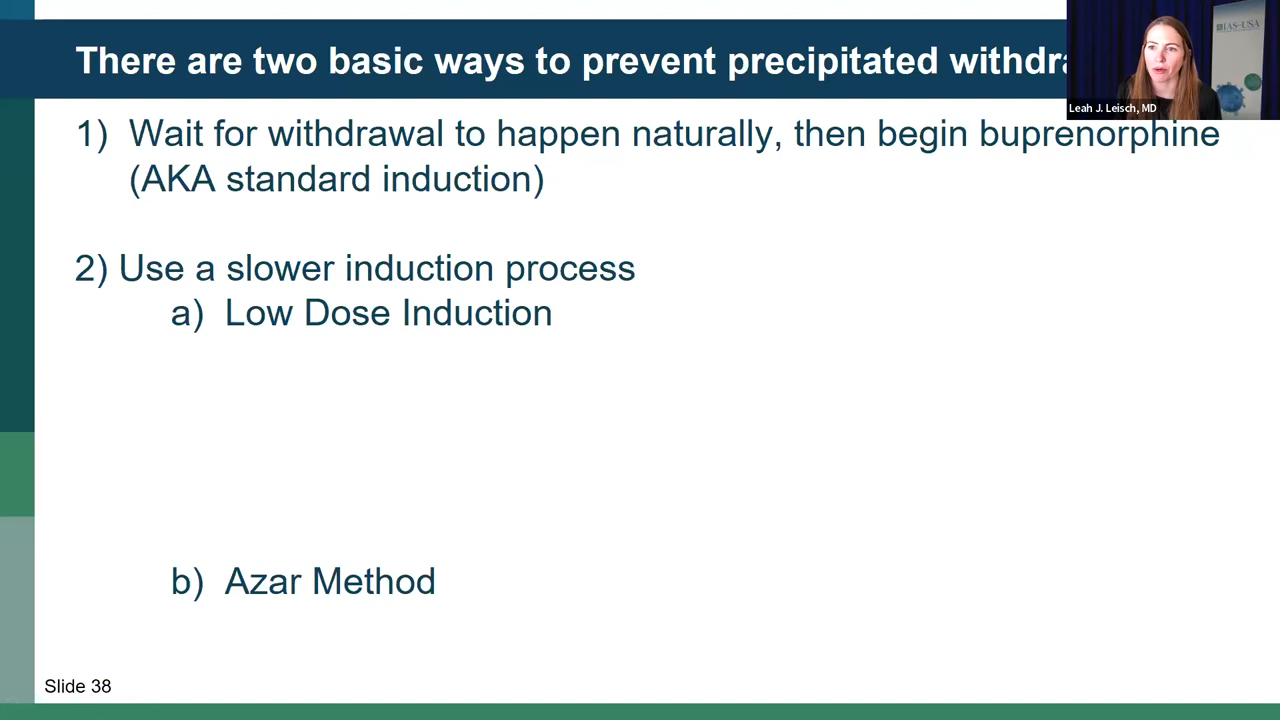 There are two basic ways to prevent precipitated
IAS-USA
Leah J. Leisch, MD
1) Wait for withdrawal to happen naturally, then begin buprenorphine
(AKA standard induction)
2) Use a slower induction process
a) Low Dose Induction
b) Azar Method
Slide 38